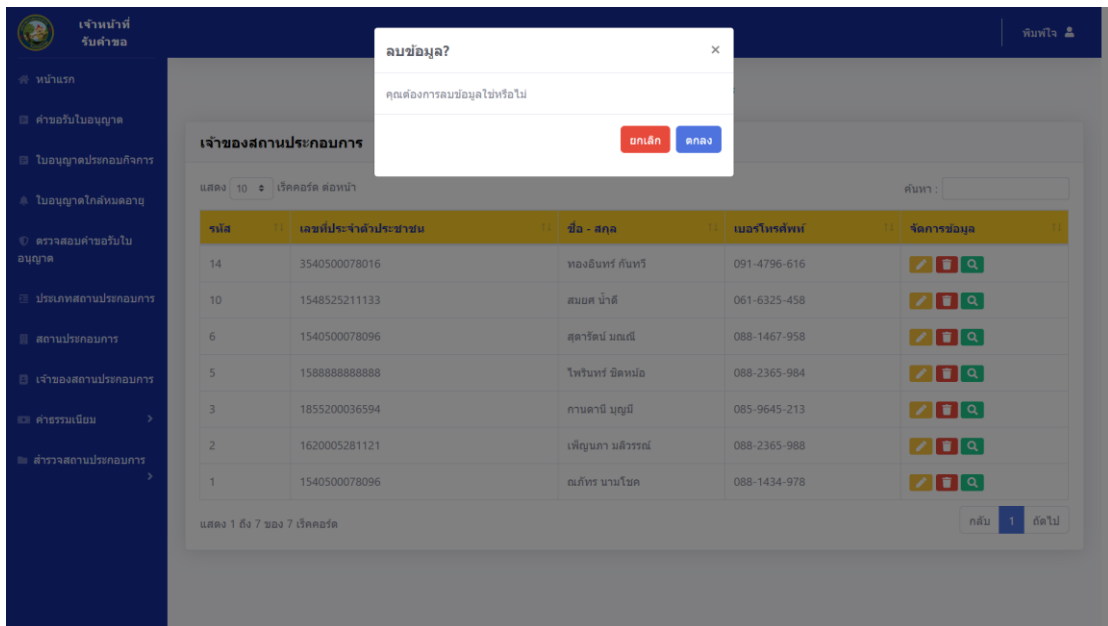 เจ้าหน้าที่
รับคำขอ
พิมพ์ใจ
ลบข้อมูล? ×
คุณต้องการลบข้อมูลใช่หรือไม่
ยกเลิก ตกลง
หน้าแรก
คำขอรับใบอนุญาต
ใบอนุญาตประกอบกิจการ
ใบอนุญาตใกล้หมดอายุ
ตรวจสอบคำขอรับใบ
อนุญาต
ประเภทสถานประกอบการ
สถานประกอบการ
เจ้าของสถานประกอบการ
ค่าธรรมเนียม >
สำรวจสถานประกอบการ
>
เจ้าของสถานประกอบการ
แสดง 10 เร็คคอร์ด ต่อหน้า ค้นหา :
รหัส เลขที่ประจำตัวประชาชน ชื่อ - สกุล เบอร์โทรศัพท์ จัดการข้อมูล
14 3540500078016 ทองอินทร์ กันทวี 091-4796-616
10 1548525211133 สมยศ น้ำดี 061-6325-458
6 1540500078096 สุดารัตน์ มณณี 088-1467-958
5 1588888888888 ไพรินทร์ ชิดหม้อ 088-2365-984
3 1855200036594 กานดานี บุญมี 085-9645-213
2 1620005281121 เพ็ญนภา มลิวรรณ์ 088-2365-988
1 1540500078096 ณภัทร นามโชค 088-1434-978
แสดง 1 ถึง 7 ของ 7 เร็คคอร์ด
กลับ 1 ถัดไป